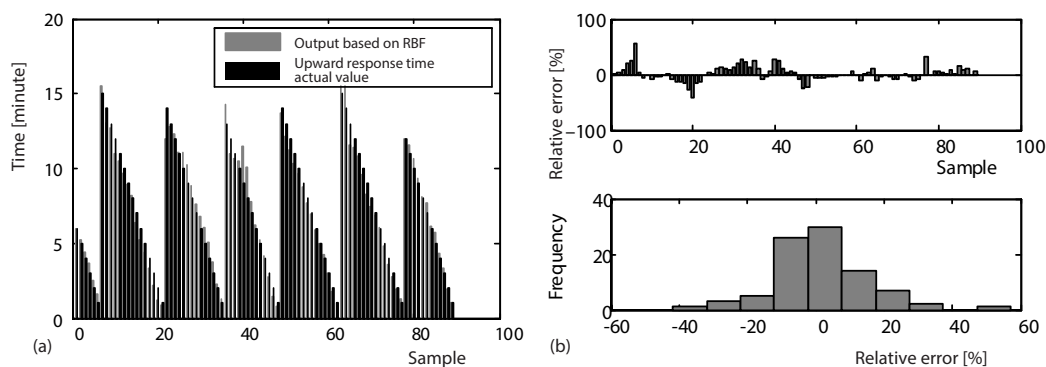 20
15
10
5
0
Time [minute]
Output based on RBF
Upward response time
actual value
0
20
40
60
80
100
Sample
(a)
100
0
−100
Relative error [%]
0
20
40
60
80
100
Sample
40
20
0
Frequency
-60
-40
-20
0
20
40
60
Relative error [%]
(b)